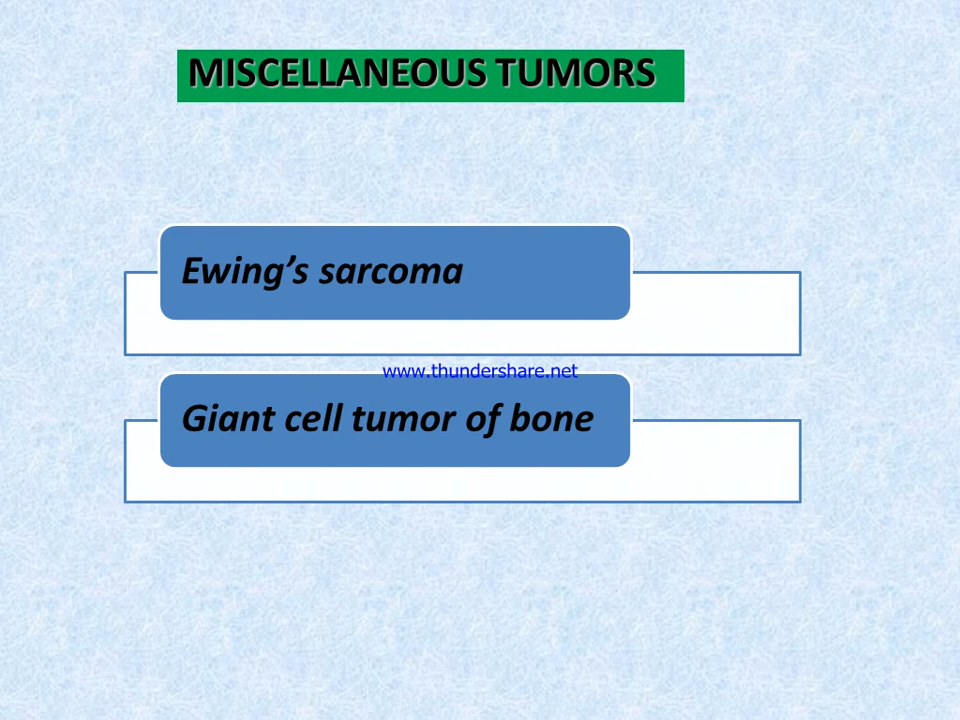 MISCELLANEOUS TUMORS
Ewing’s sarcoma
www.thundershare.net
Giant cell tumor of bone